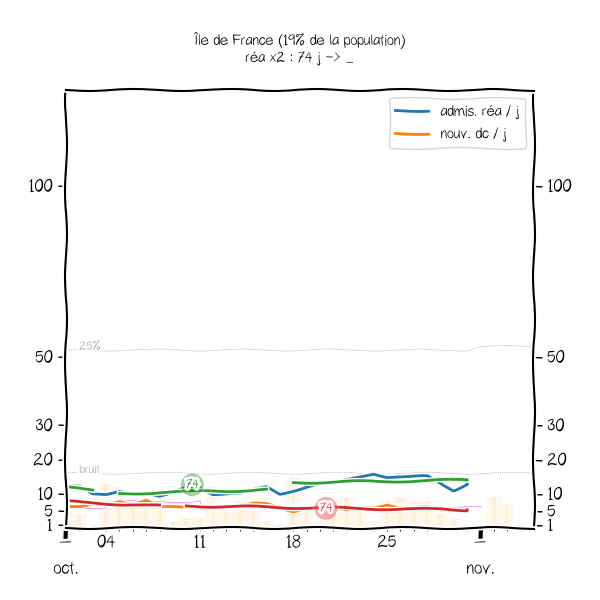 Île de France (19% de la population)
réa x2 : 74 j -> _
admis. réa / j
nouv. dc / j
100 100
25%
50 50
30 30
20 20
bruit
74
10 10
74
5 5
1 1
04 11 18 25
oct. nov.